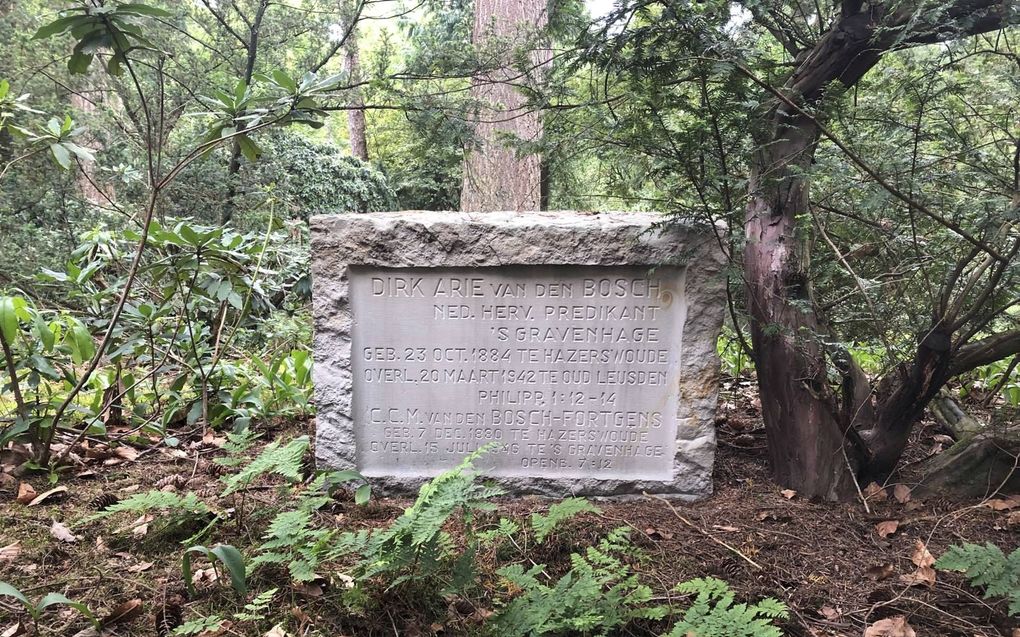 DIRK ARIE VAN DEN BOSCH
NED. HERV. PREDIKANT
'S GRAVENHAGE
GEB. 23 OCT. 1884 TE HAZERSWOUDE
OVERL. 20 MAART 1942 TE OUD LEUSDEN
PHILIPP. 1:12-14
C.C.M. VAN DEN BOSCH-FORTGENS
GEB. 7 DEC. 1880 TE HAZERSWOUDE
OVERL. 15 JULI 1946 TE 'S GRAVENHAGE
OPENB. 7:12